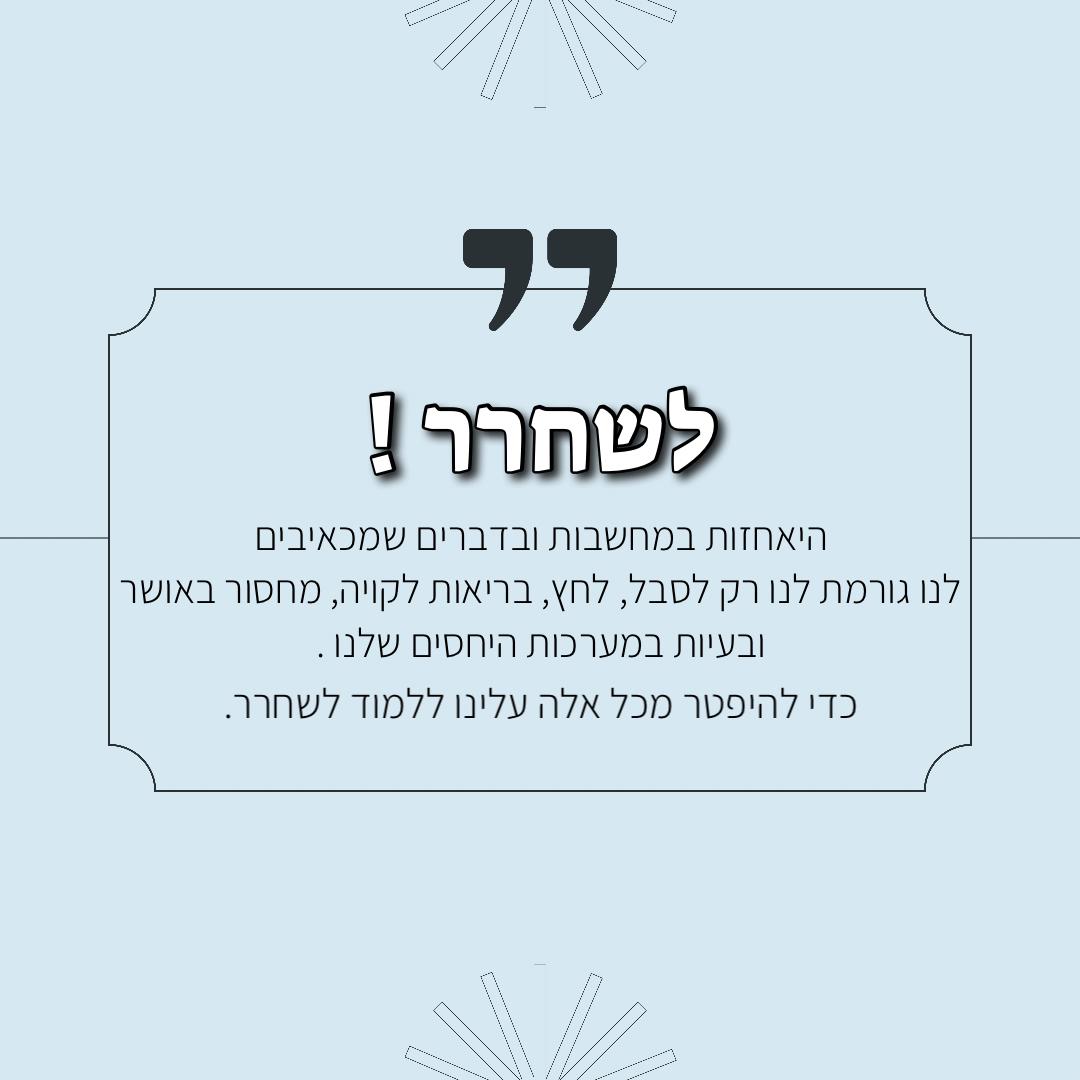 לשחרר !
היאחזות במחשבות ובדברים שמכאיבים
לנו גורמת לנו רק לסבל, לחץ, בריאות לקויה, מחסור באושר
ובעיות במערכות היחסים שלנו .
כדי להיפטר מכל אלה עלינו ללמוד לשחרר.